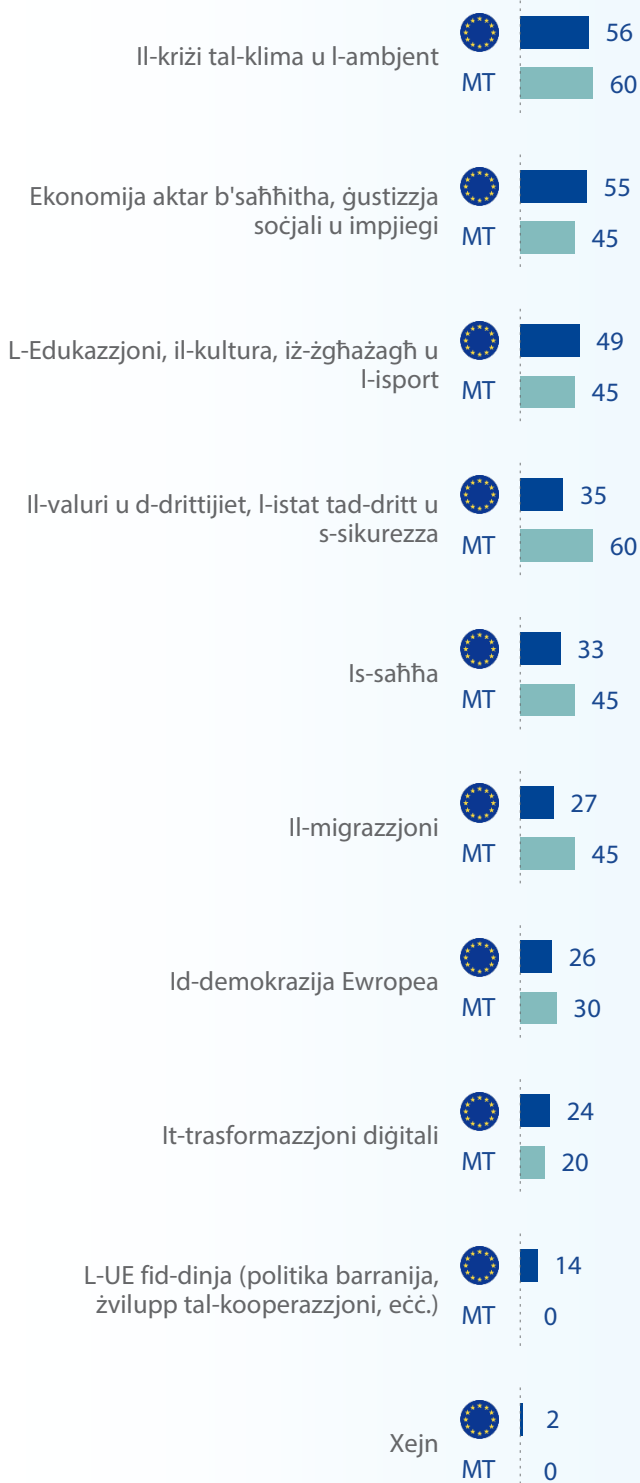 Il-kriżi tal-klima u l-ambjent
56
MT 60
Ekonomija aktar b'saħħitha, ġustizzja
soċjali u impjiegi
55
MT 45
L-Edukazzjoni, il-kultura, iż-żgħażagħ u
l-isport
49
MT 45
Il-valuri u d-drittijiet, l-istat tad-dritt u
s-sikurezza
35
MT 60
Is-saħħa
33
MT 45
Il-migrazzjoni
27
MT 45
Id-demokrazija Ewropea
26
MT 30
It-trasformazzjoni diġitali
24
MT 20
L-UE fid-dinja (politika barranija,
żvilupp tal-kooperazzjoni, eċċ.)
14
MT 0
Xejn
2
MT 0